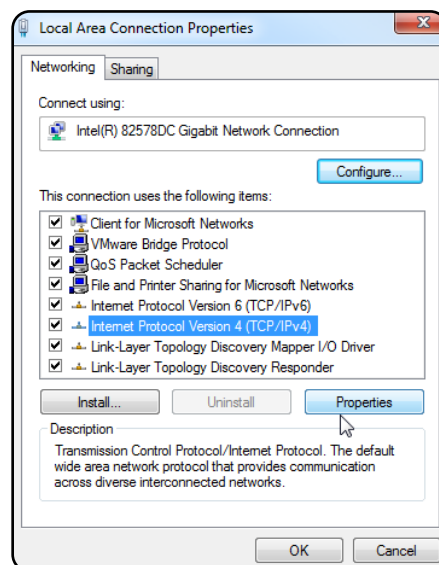 Local Area Connection Properties
Networking
Sharing
Connect using:
Intel(R) 82578DC Gigabit Network Connection
Configure...
This connection uses the following items:
Client for Microsoft Networks
VMware Bridge Protocol
QoS Packet Scheduler
File and Printer Sharing for Microsoft Networks
Internet Protocol Version 6 (TCP/IPv6)
Internet Protocol Version 4 (TCP/IPv4)
Link-Layer Topology Discovery Mapper I/O Driver
Link-Layer Topology Discovery Responder
Install...
Uninstall
Properties
Description
Transmission Control Protocol/Internet Protocol. The default
wide area network protocol that provides communication
across diverse interconnected networks.
OK
Cancel